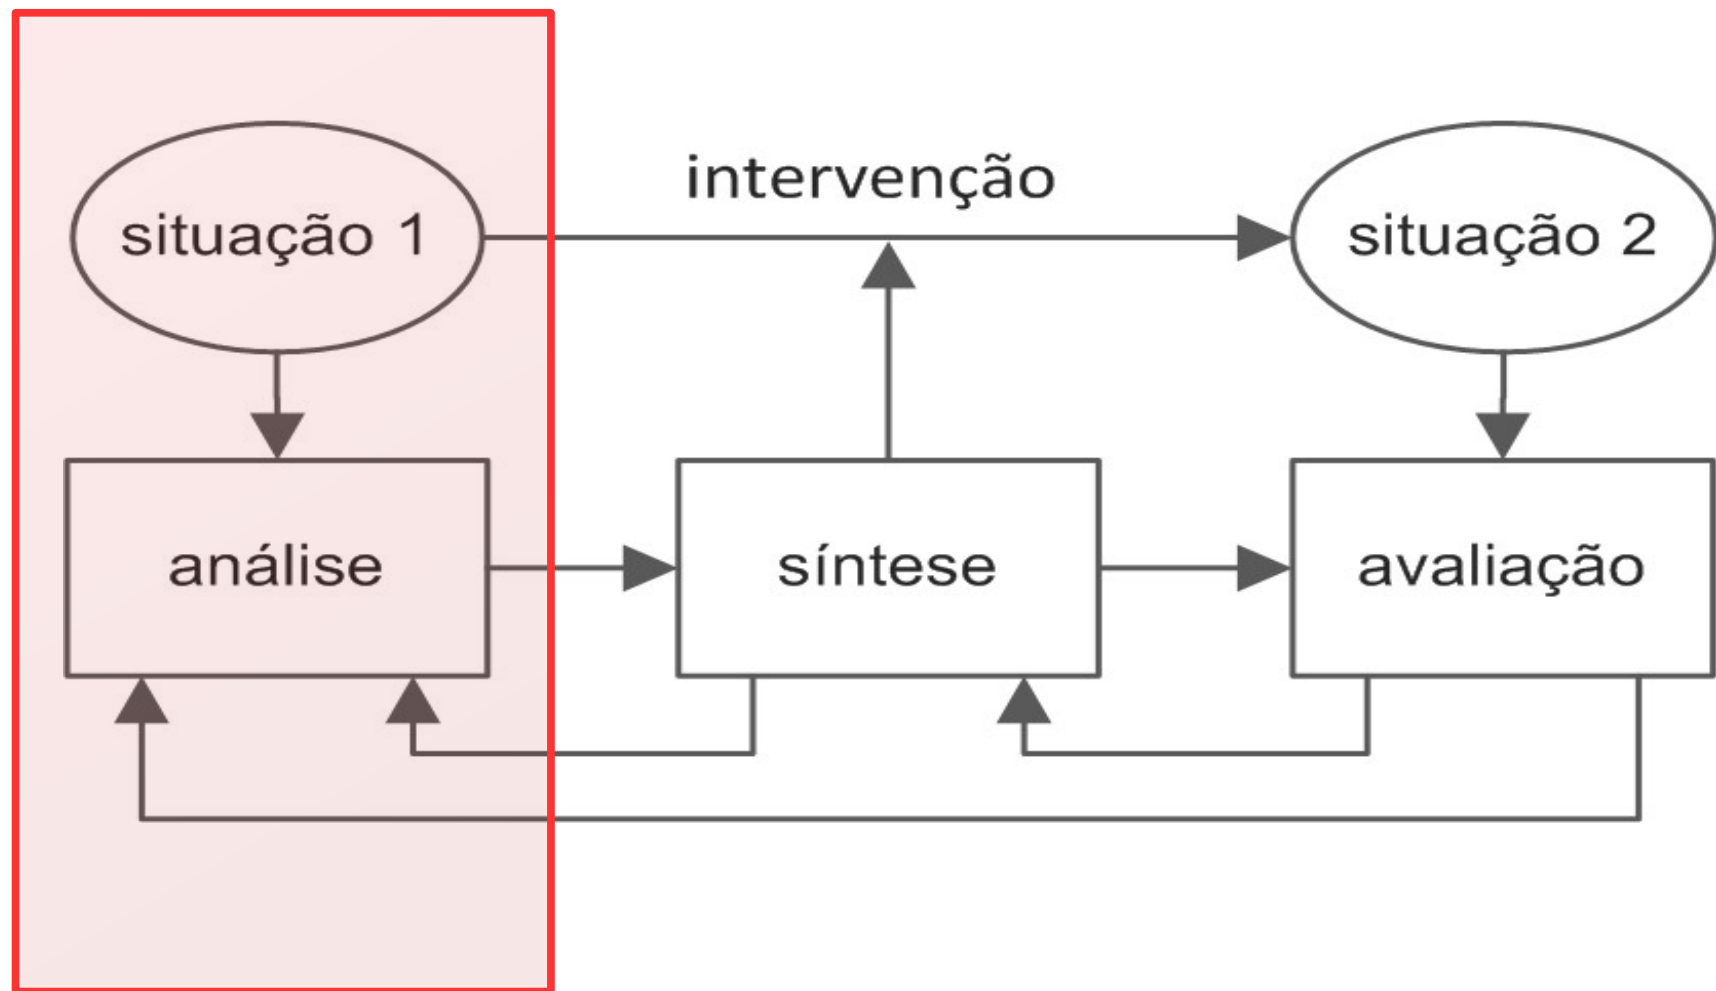 intervenção
situação 1
situação 2
análise
síntese
avaliação